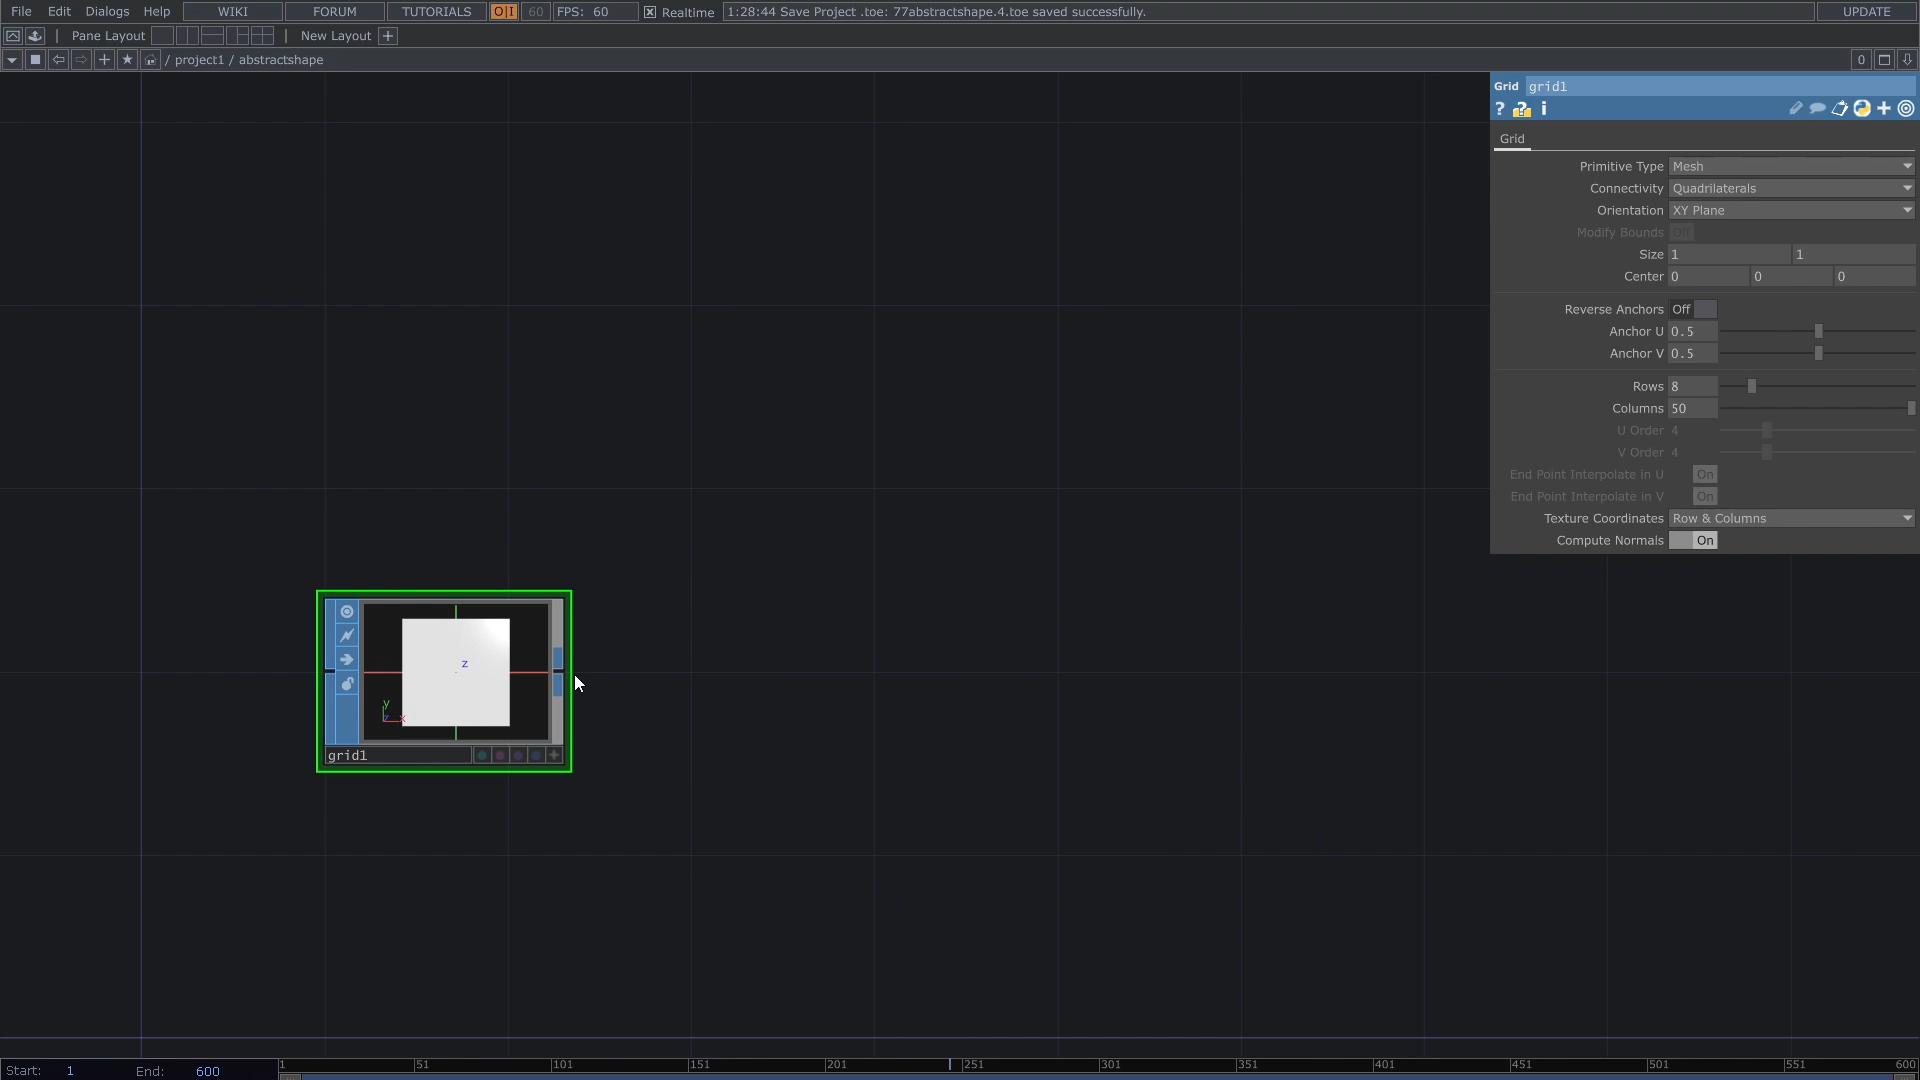 File Edit Dialogs Help WIKI FORUM TUTORIALS O|I 60 FPS: 60 Realtime 1:28:44 Save Project .toe: 77abstractshape.4.toe saved successfully. UPDATE
Pane Layout New Layout +
/ project1 / abstractshape 0
Grid grid1
? ? i
Grid
Primitive Type Mesh
Connectivity Quadrilaterals
Orientation XY Plane
Modify Bounds Off
Size 1 1
Center 0 0 0
Reverse Anchors Off
Anchor U 0.5
Anchor V 0.5
Rows 8
Columns 50
U Order 4
V Order 4
End Point Interpolate in U On
End Point Interpolate in V On
Texture Coordinates Row & Columns
Compute Normals On
z
y
z x
grid1
1 51 101 151 201 251 301 351 401 451 501 551 600
Start: 1 End: 600